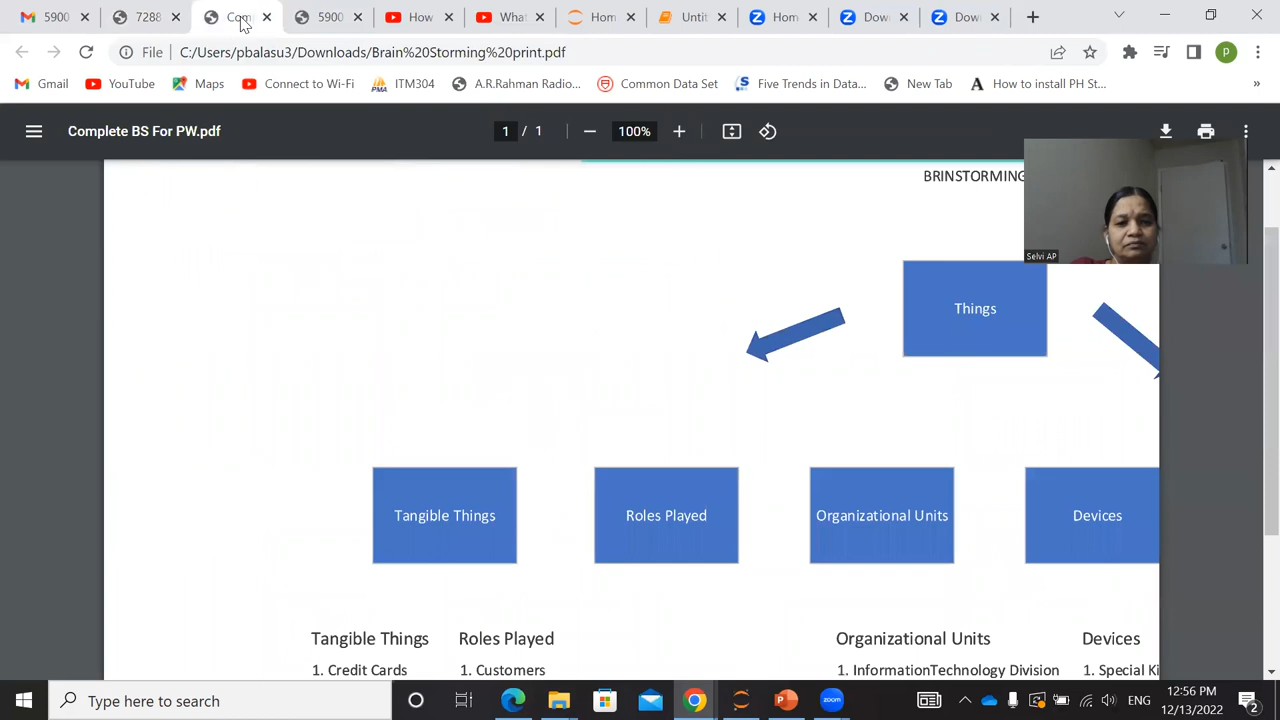 5900
7288
Com
5900
How
What
Hom
Untit
Hom
Dow
Dow
File C:/Users/pbalasu3/Downloads/Brain%20Storming%20print.pdf
p
Gmail YouTube Maps Connect to Wi-Fi ITM304 A.R.Rahman Radio... Common Data Set Five Trends in Data... New Tab How to install PH St... »
Complete BS For PW.pdf 1 / 1 100%
BRINSTORMING
Selvi AP
Things
Tangible Things Roles Played Organizational Units Devices
Tangible Things Roles Played Organizational Units Devices
1. Credit Cards 1. Customers 1. InformationTechnology Division 1. Special Ki
Type here to search
zoom
ENG
12:56 PM
12/13/2022
2